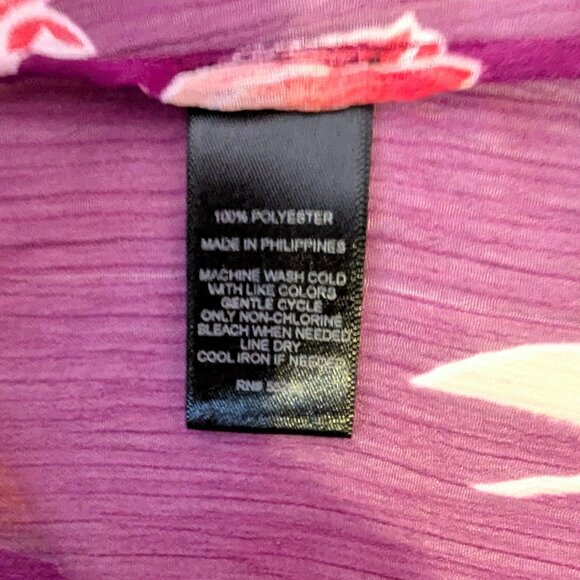 100% POLYESTER
MADE IN PHILIPPINES
MACHINE WASH COLD
WITH LIKE COLORS
GENTLE CYCLE
ONLY NON-CHLORINE
BLEACH WHEN NEEDED
LINE DRY
COOL IRON IF NEEDED
RN#